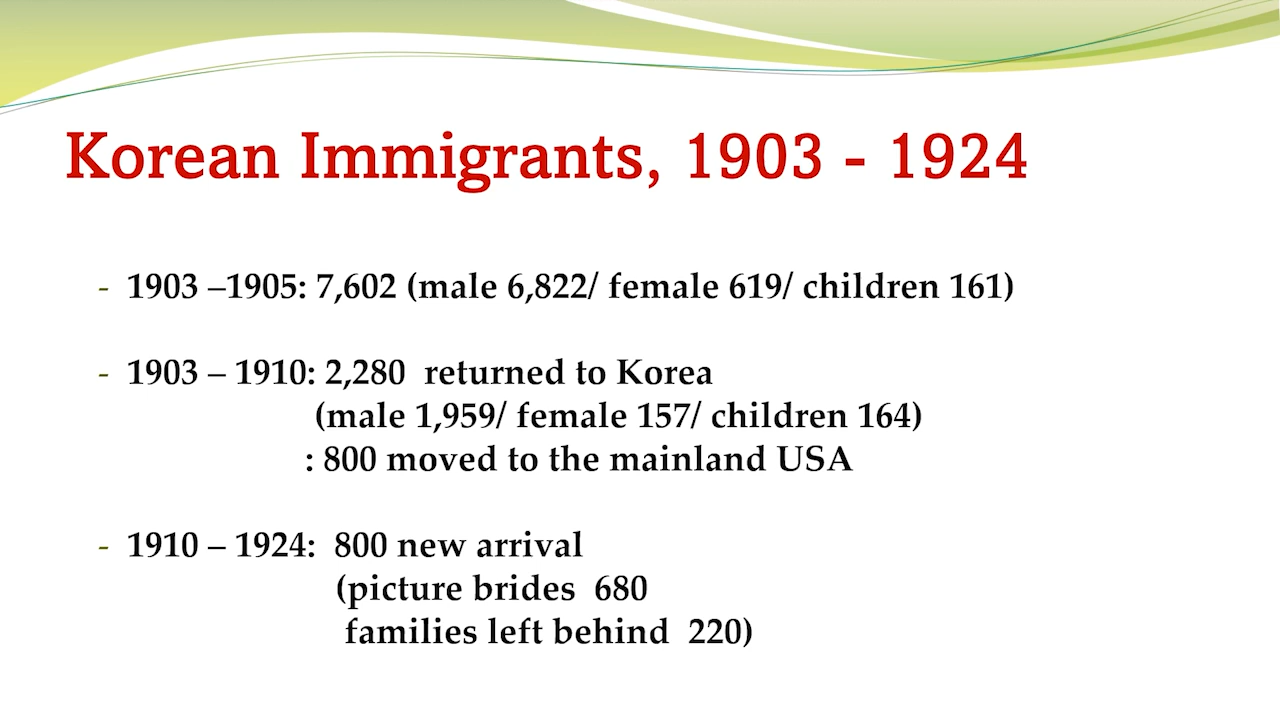 Korean Immigrants, 1903 - 1924
- 1903 –1905: 7,602 (male 6,822/ female 619/ children 161)
- 1903 – 1910: 2,280 returned to Korea
(male 1,959/ female 157/ children 164)
: 800 moved to the mainland USA
- 1910 – 1924: 800 new arrival
(picture brides 680
families left behind 220)